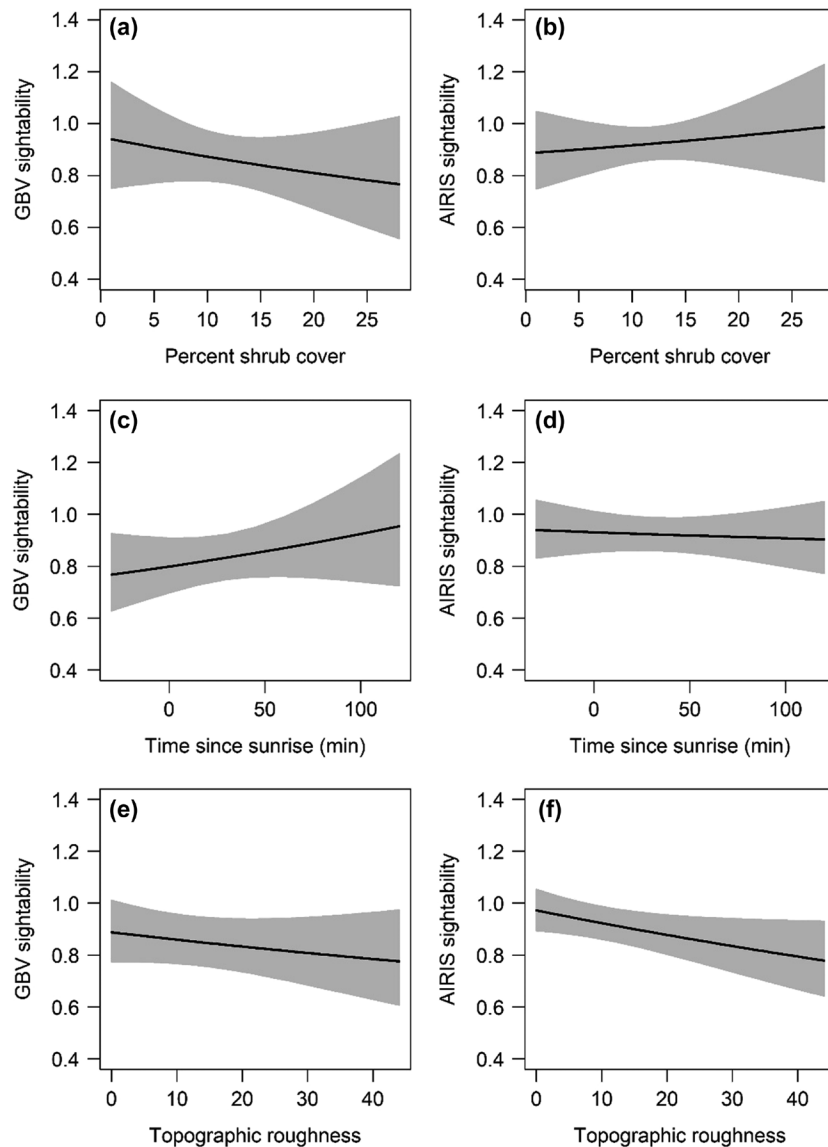 (a)
GBV sightability
1.4
1.2
1.0
0.8
0.6
0.4
0 5 10 15 20 25
Percent shrub cover
(b)
AIRIS sightability
1.4
1.2
1.0
0.8
0.6
0.4
0 5 10 15 20 25
Percent shrub cover
(c)
GBV sightability
1.4
1.2
1.0
0.8
0.6
0.4
0 50 100
Time since sunrise (min)
(d)
AIRIS sightability
1.4
1.2
1.0
0.8
0.6
0.4
0 50 100
Time since sunrise (min)
(e)
GBV sightability
1.4
1.2
1.0
0.8
0.6
0.4
0 10 20 30 40
Topographic roughness
(f)
AIRIS sightability
1.4
1.2
1.0
0.8
0.6
0.4
0 10 20 30 40
Topographic roughness